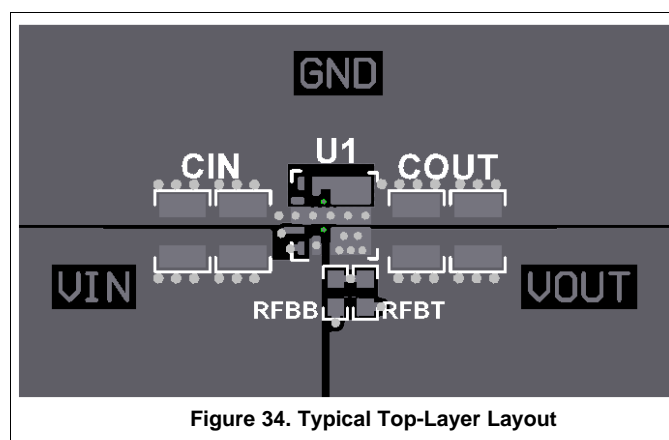 GND
U1
CIN COUT
VIN VOUT
RFBB RFBT
Figure 34. Typical Top-Layer Layout